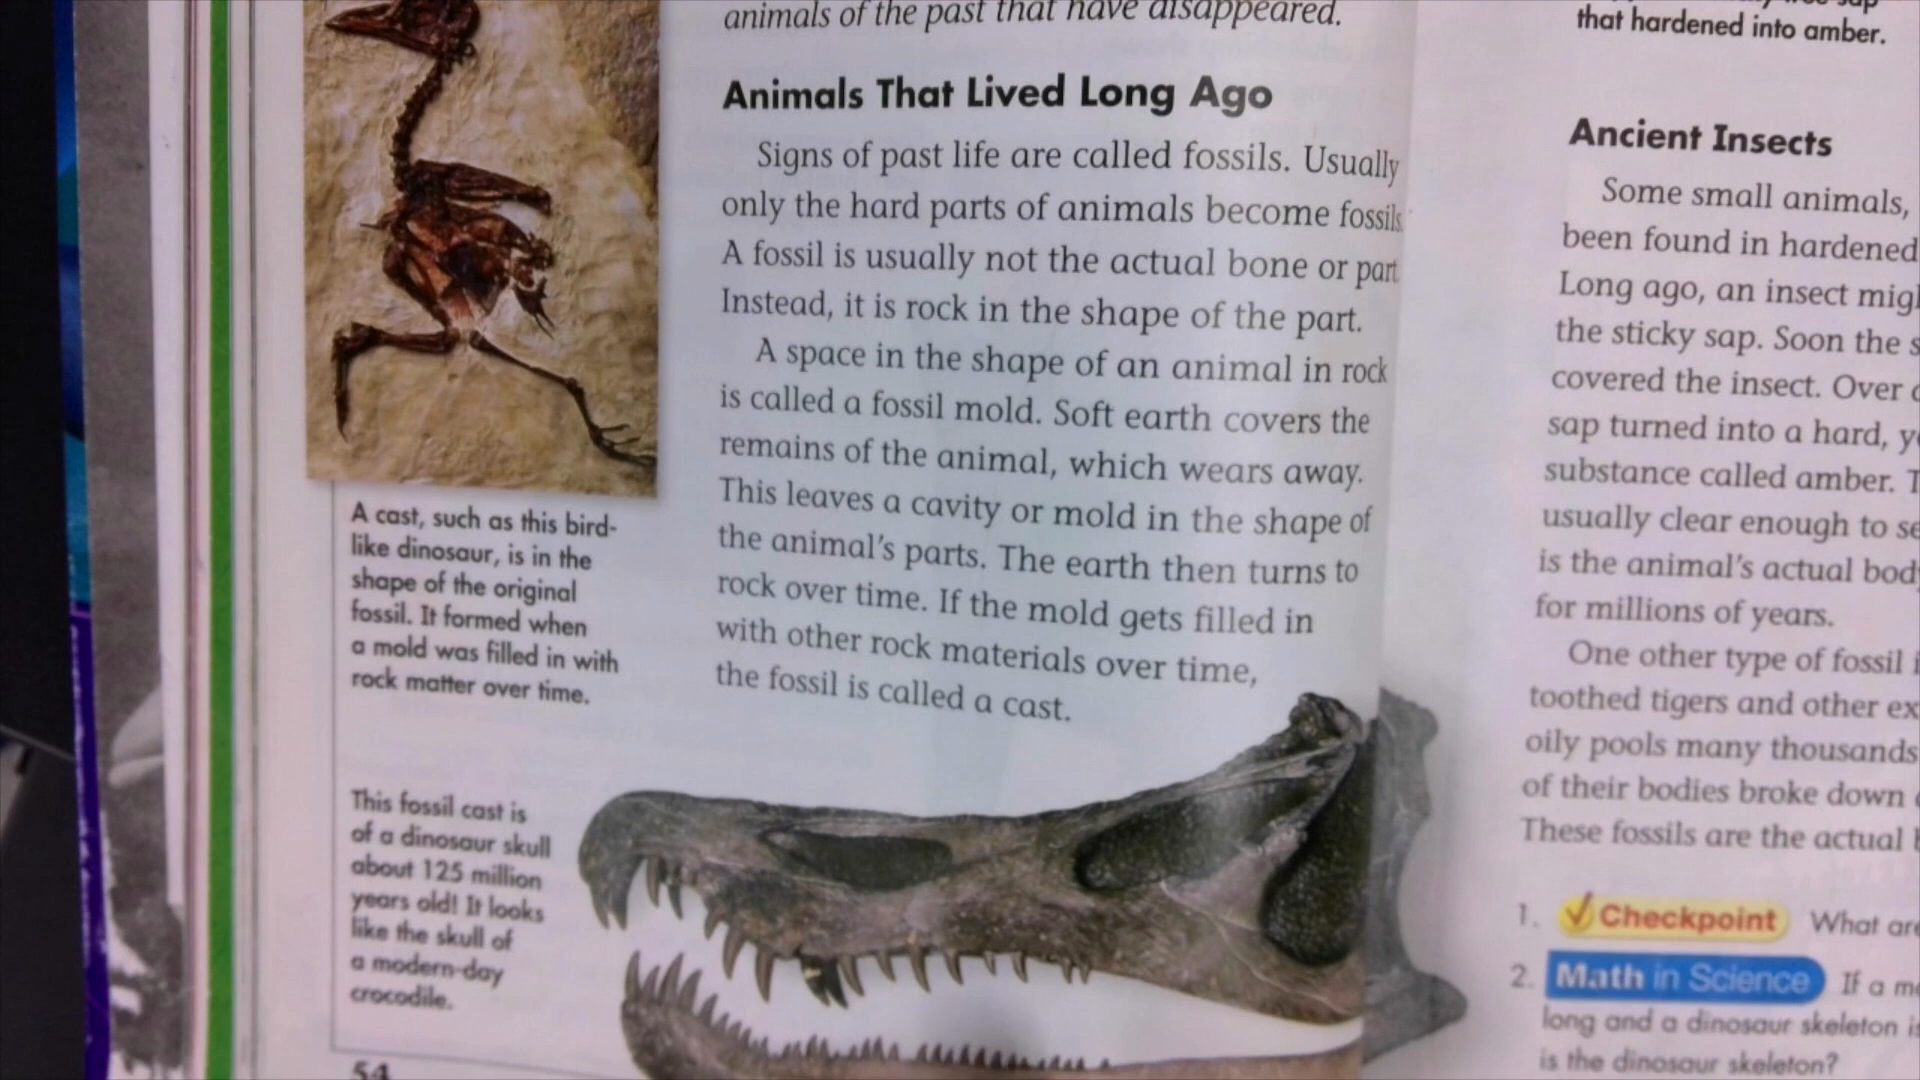 animals of the past that have disappeared.
Animals That Lived Long Ago
Signs of past life are called fossils. Usually
only the hard parts of animals become fossils.
A fossil is usually not the actual bone or part
Instead, it is rock in the shape of the part.
A space in the shape of an animal in rock
is called a fossil mold. Soft earth covers the
remains of the animal, which wears away.
This leaves a cavity or mold in the shape of
the animal's parts. The earth then turns to
rock over time. If the mold gets filled in
with other rock materials over time,
the fossil is called a cast.
A cast, such as this bird-
like dinosaur, is in the
shape of the original
fossil. It formed when
a mold was filled in with
rock matter over time.
This fossil cast is
of a dinosaur skull
about 125 million
years old! It looks
like the skull of
a modern-day
crocodile.
54
that hardened into amber.
Ancient Insects
Some small animals,
been found in hardened
Long ago, an insect
the sticky sap. Soon the
covered the insect. Over
sap turned into a hard,
substance called amber.
usually clear enough to
is the animal's actual
for millions of years.
One other type of fossil
toothed tigers and other
oily pools many thousands
of their bodies broke down
These fossils are the actual
1. Checkpoint What are
2. Math in Science If a
long and a dinosaur skeleton is
is the dinosaur skeleton?